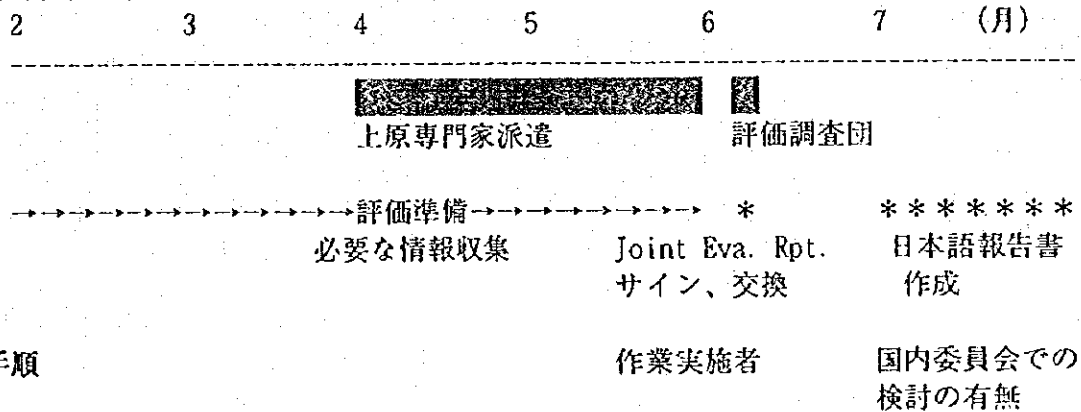 2 3 4 5 6 7 (月)
上原専門家派遣 評価調査団
→→→→→→→→→→→→評価準備→→→→→→→→ * *******
必要な情報収集 Joint Eva. Rpt. 日本語報告書
サイン、交換 作成
手順 作業実施者 国内委員会での
検討の有無